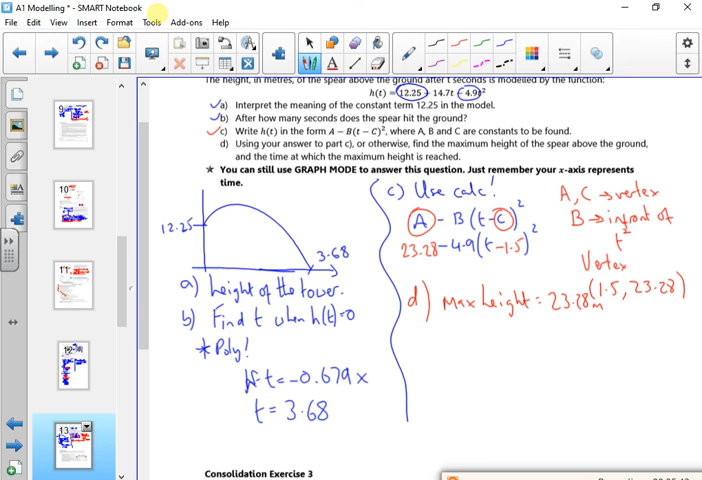 A1 Modelling * - SMART Notebook
File Edit View Insert Format Tools Add-ons Help
The height, in metres, of the spear above the ground after t seconds is modelled by the function:
h(t) = 12.25 + 14.7t − 4.9t²
a) Interpret the meaning of the constant term 12.25 in the model.
b) After how many seconds does the spear hit the ground?
c) Write h(t) in the form A − B(t − C)², where A, B and C are constants to be found.
d) Using your answer to part c), or otherwise, find the maximum height of the spear above the ground,
and the time at which the maximum height is reached.
★ You can still use GRAPH MODE to answer this question. Just remember your x-axis represents
time.
12.25
3.68
a) height of the tower.
b) Find t when h(t)=0
* Poly!
t = -0.679 x
t = 3.68
c) Use calc!
A - B (t-C)²
23.28-4.9(t-1.5)²
A, C → vertex
B → infront of
t²
Vertex
(1.5, 23.28)
d) Max height = 23.28m
Consolidation Exercise 3
9
10
11
12
13